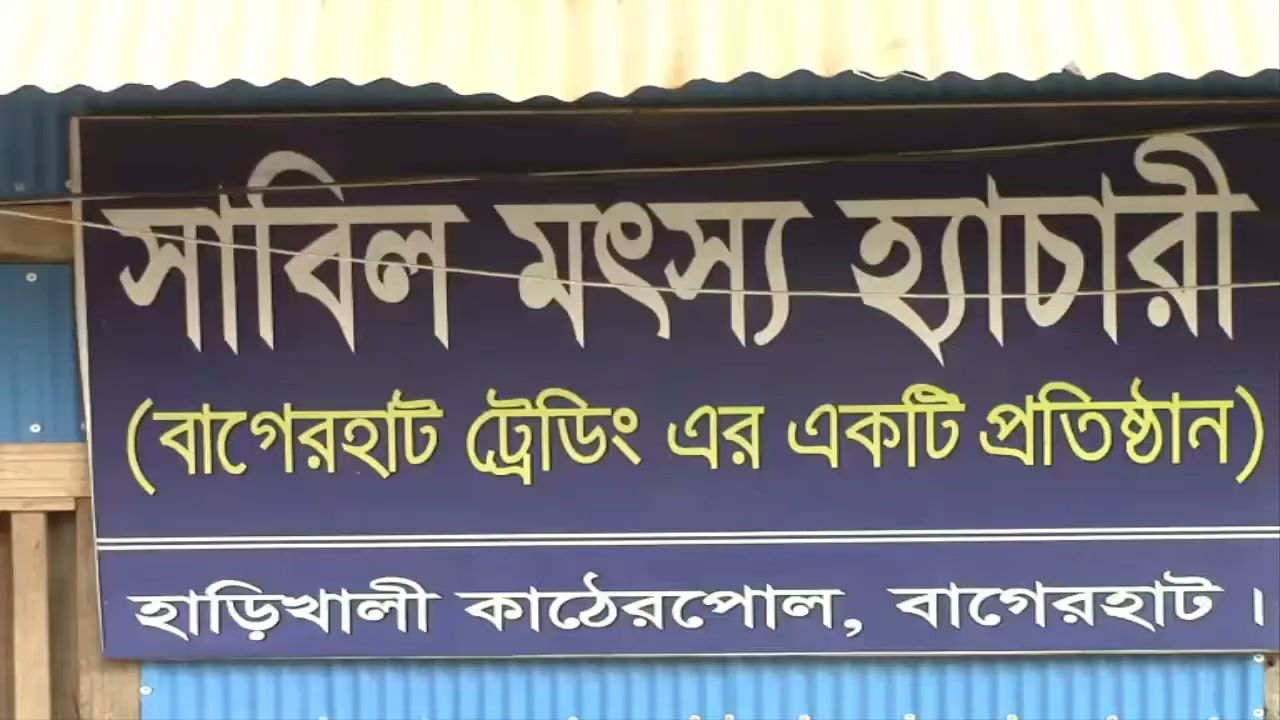 সাবিল মৎস্য হ্যাচারী
(বাগেরহাট ট্রেডিং এর একটি প্রতিষ্ঠান)
হাড়িখালী কাঠেরপোল, বাগেরহাট ।